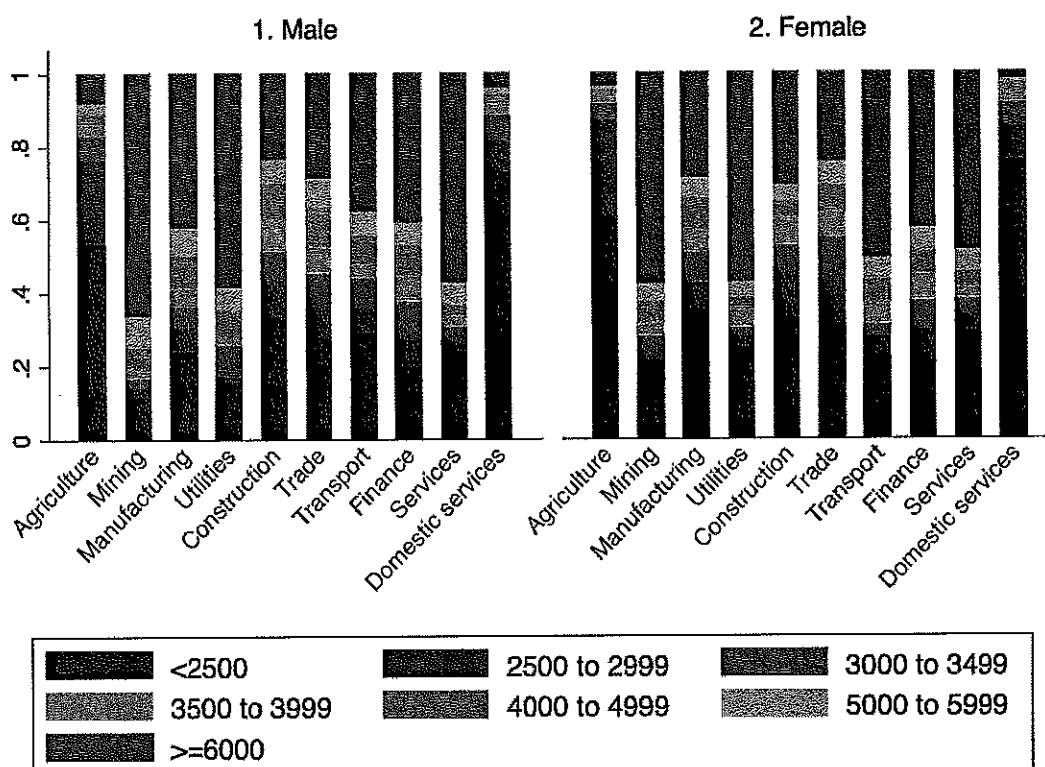 1. Male
2. Female
1
.8
.6
.4
.2
0
Agriculture
Mining
Manufacturing
Utilities
Construction
Trade
Transport
Finance
Services
Domestic services
Agriculture
Mining
Manufacturing
Utilities
Construction
Trade
Transport
Finance
Services
Domestic services
<2500
2500 to 2999
3000 to 3499
3500 to 3999
4000 to 4999
5000 to 5999
>=6000